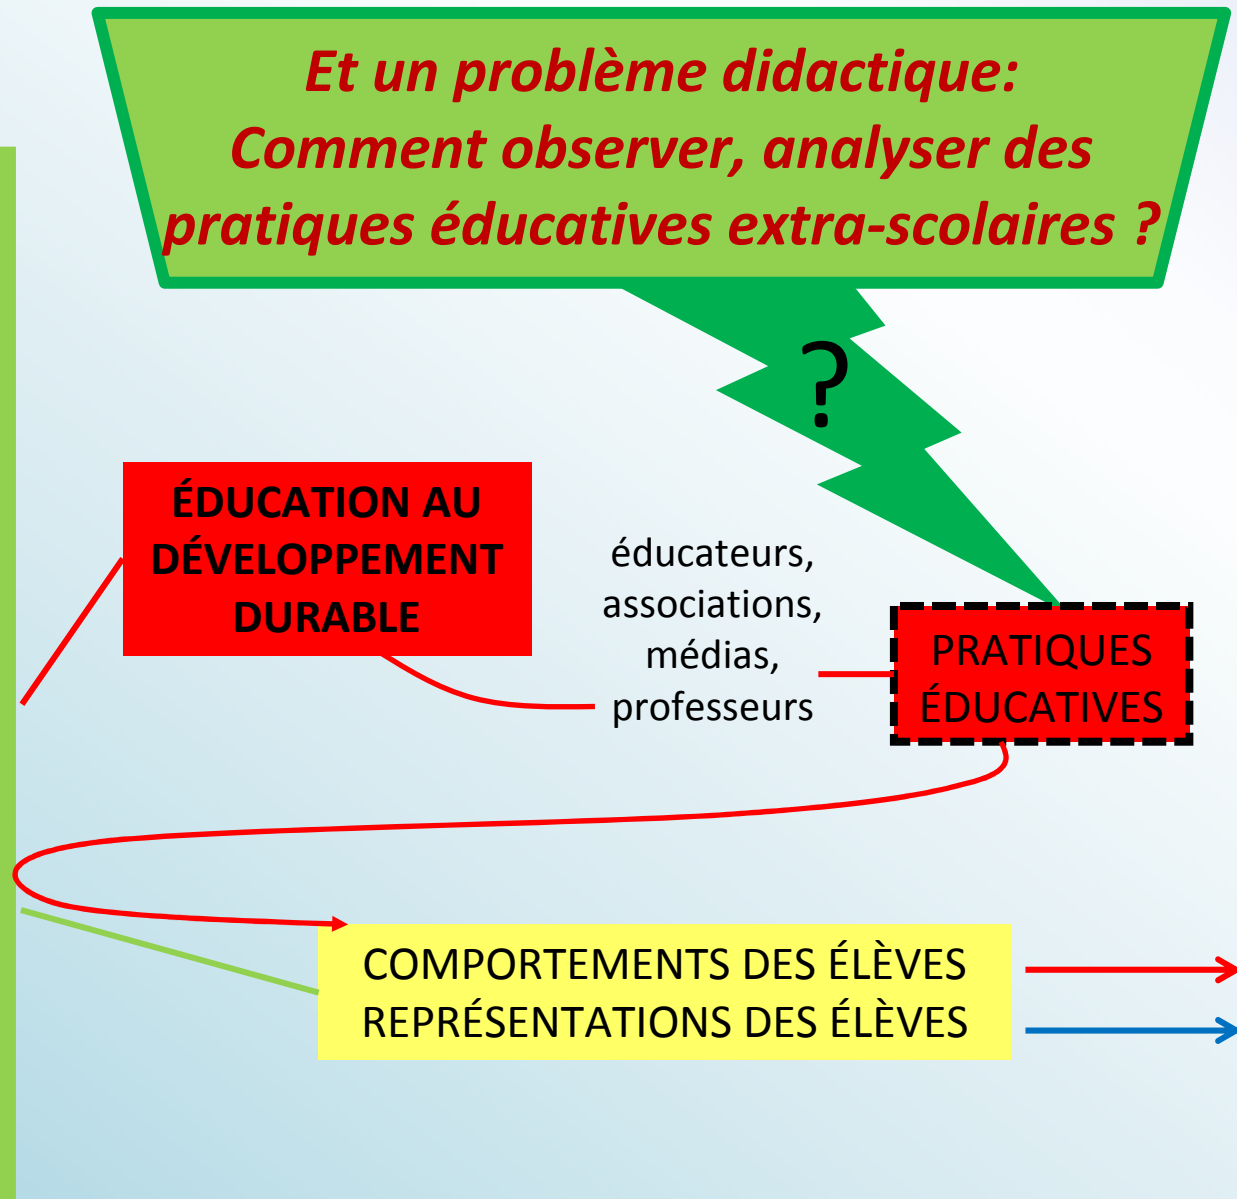 Et un problème didactique:
Comment observer, analyser des
pratiques éducatives extra-scolaires ?
?
ÉDUCATION AU
DÉVELOPPEMENT
DURABLE
éducateurs,
associations,
médias,
professeurs
PRATIQUES
ÉDUCATIVES
COMPORTEMENTS DES ÉLÈVES
REPRÉSENTATIONS DES ÉLÈVES